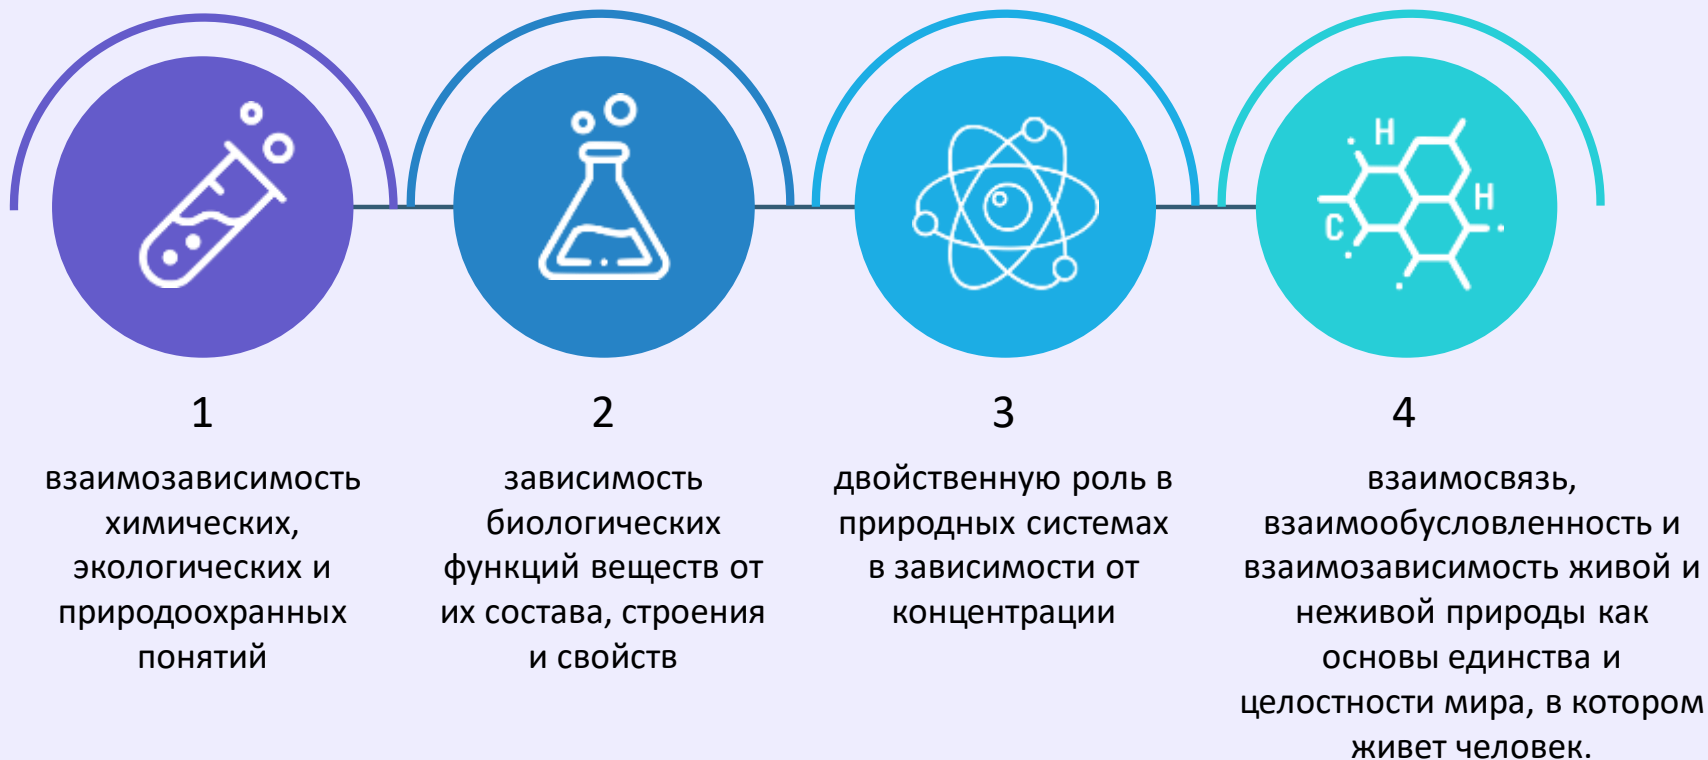 H
H
C
1
взаимозависимость
химических,
экологических и
природоохранных
понятий
2
зависимость
биологических
функций веществ от
их состава, строения
и свойств
3
двойственную роль в
природных системах
в зависимости от
концентрации
4
взаимосвязь,
взаимообусловленность и
взаимозависимость живой и
неживой природы как
основы единства и
целостности мира, в котором
живет человек.